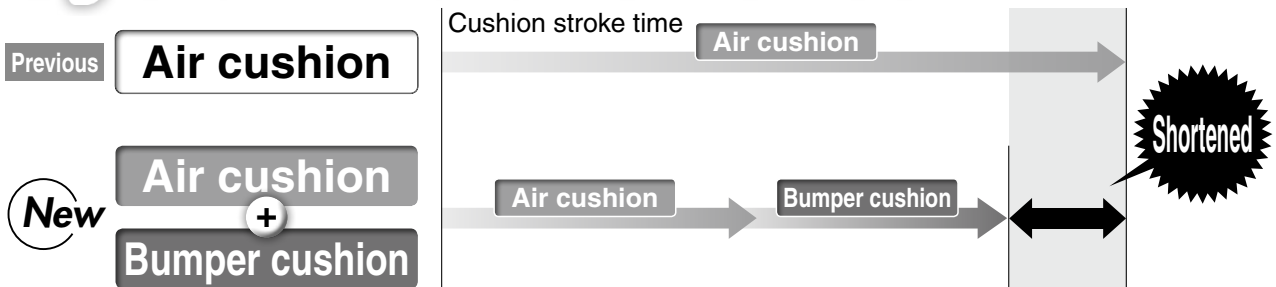 Cushion stroke time
Previous
Air cushion
Air cushion
Shortened
New
Air cushion
+
Bumper cushion
Air cushion
Bumper cushion